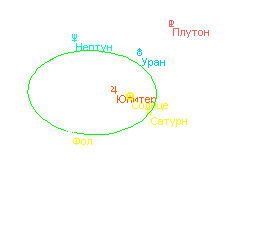 Плутон
Нептун
Уран
Юпитер
Солнце
Сатурн
Фол